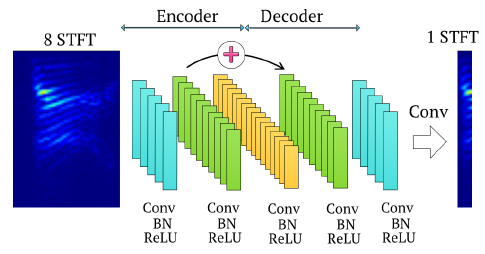 Encoder Decoder
8 STFT
1 STFT
+
Conv
Conv Conv Conv Conv Conv
BN BN BN BN BN
ReLU ReLU ReLU ReLU ReLU